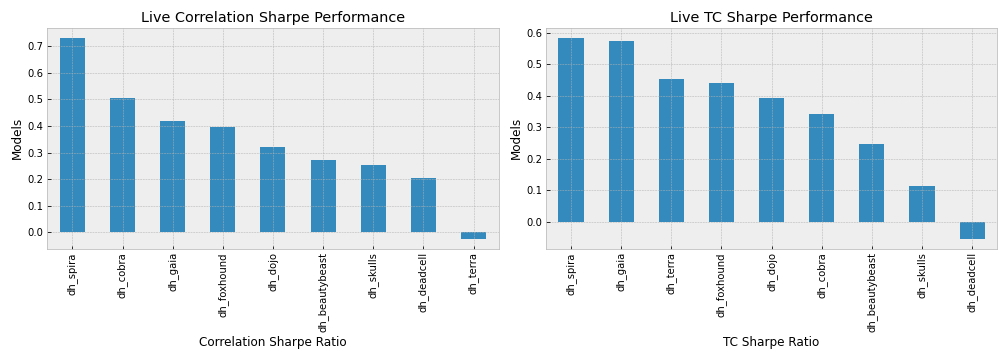 Live Correlation Sharpe Performance
Models
0.7
0.6
0.5
0.4
0.3
0.2
0.1
0.0
dh_spira
dh_cobra
dh_gaia
dh_foxhound
dh_dojo
dh_beautybeast
dh_skulls
dh_deadcell
dh_terra
Correlation Sharpe Ratio
Live TC Sharpe Performance
Models
0.6
0.5
0.4
0.3
0.2
0.1
0.0
dh_spira
dh_gaia
dh_terra
dh_foxhound
dh_dojo
dh_cobra
dh_beautybeast
dh_skulls
dh_deadcell
TC Sharpe Ratio